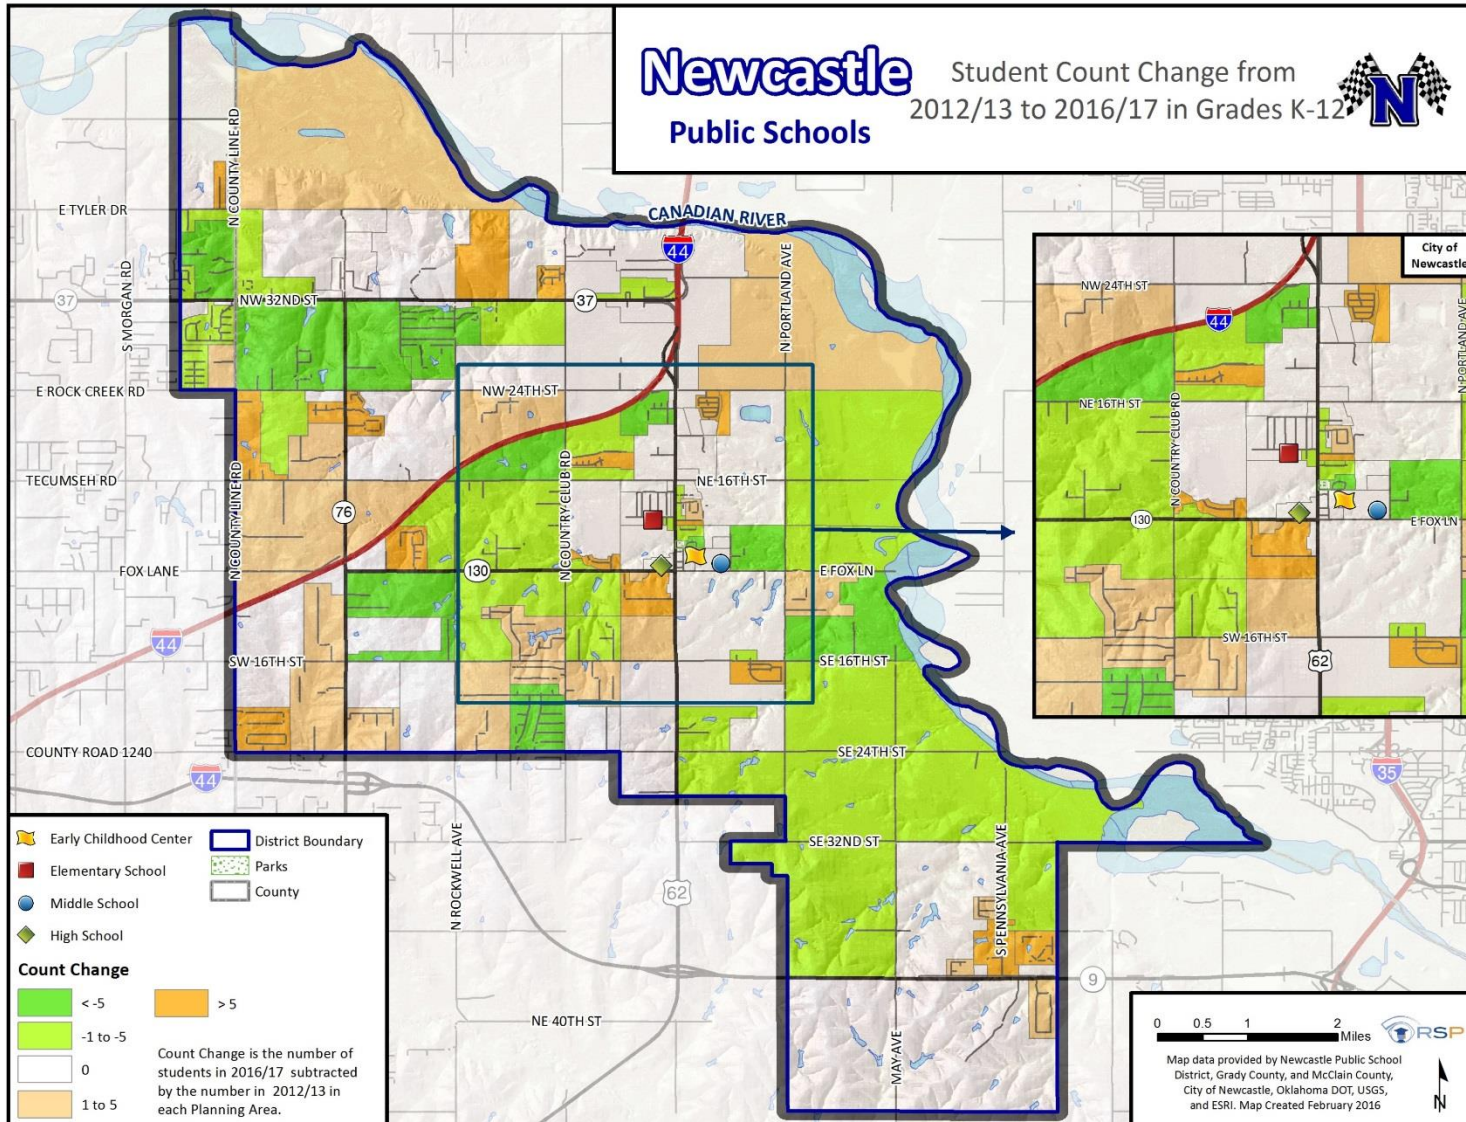 Newcastle
Public Schools
Student Count Change from
2012/13 to 2016/17 in Grades K-12
N
CANADIAN RIVER
N COUNTY LINE RD
E TYLER DR
S MORGAN RD
37
NW 32ND ST
37
44
N PORTLAND AVE
E ROCK CREEK RD
NW 24TH ST
TECUMSEH RD
N COUNTY LINE RD
76
N COUNTRY CLUB RD
NE 16TH ST
FOX LANE
130
E FOX LN
44
SW 16TH ST
SE 16TH ST
COUNTY ROAD 1240
44
SE 24TH ST
N ROCKWELL AVE
SE 32ND ST
S PENNSYLVANIA AVE
62
9
NE 40TH ST
MAY AVE
35
City of
Newcastle
NW 24TH ST
44
N PORTLAND AVE
NE 16TH ST
N COUNTRY CLUB RD
130
E FOX LN
SW 16TH ST
62
Early Childhood Center
Elementary School
Middle School
High School
District Boundary
Parks
County
Count Change
< -5
-1 to -5
0
1 to 5
> 5
Count Change is the number of
students in 2016/17 subtracted
by the number in 2012/13 in
each Planning Area.
0 0.5 1 2
Miles
RSP
Map data provided by Newcastle Public School
District, Grady County, and McClain County,
City of Newcastle, Oklahoma DOT, USGS,
and ESRI. Map Created February 2016
N